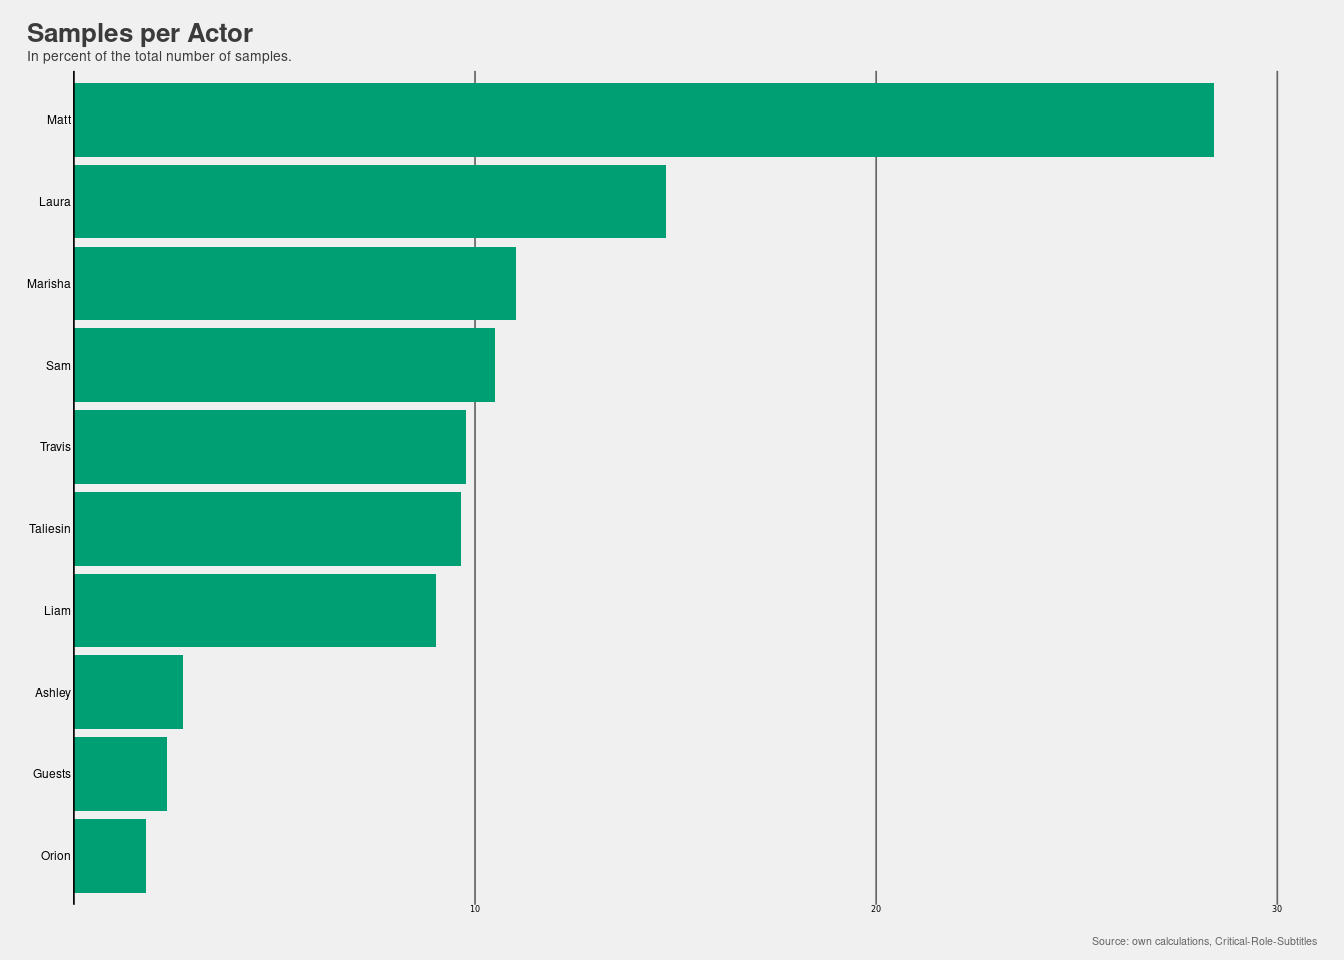 Samples per Actor
In percent of the total number of samples.
Matt
Laura
Marisha
Sam
Travis
Taliesin
Liam
Ashley
Guests
Orion
10 20 30
Source: own calculations, Critical-Role-Subtitles